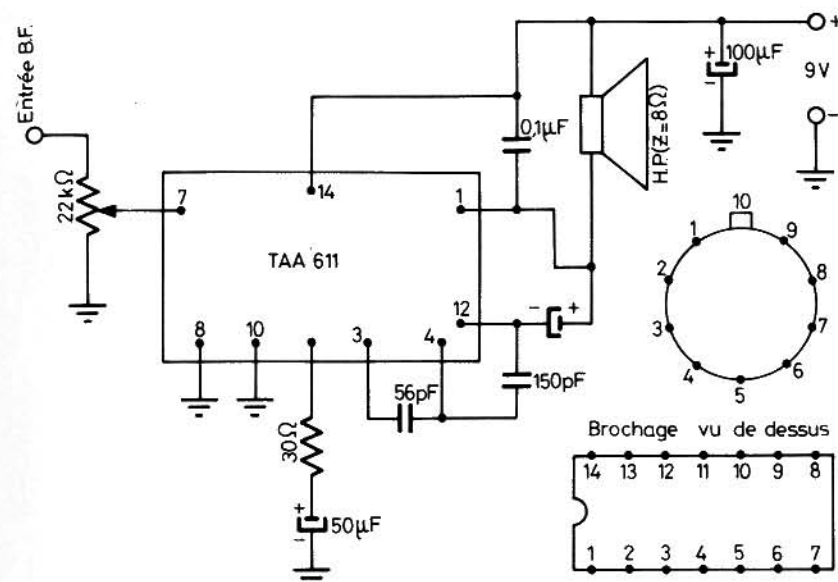 Entrée B.F.
22kΩ
7
14
1
TAA 611
12
8
10
3
4
30Ω
+
-
50µF
56pF
150pF
-
+
0,1µF
H.P(Z=8Ω)
+
-
100µF
+
9V
-
10
1
9
2
8
3
7
4
6
5
Brochage vu de dessus
14 13 12 11 10 9 8
1 2 3 4 5 6 7